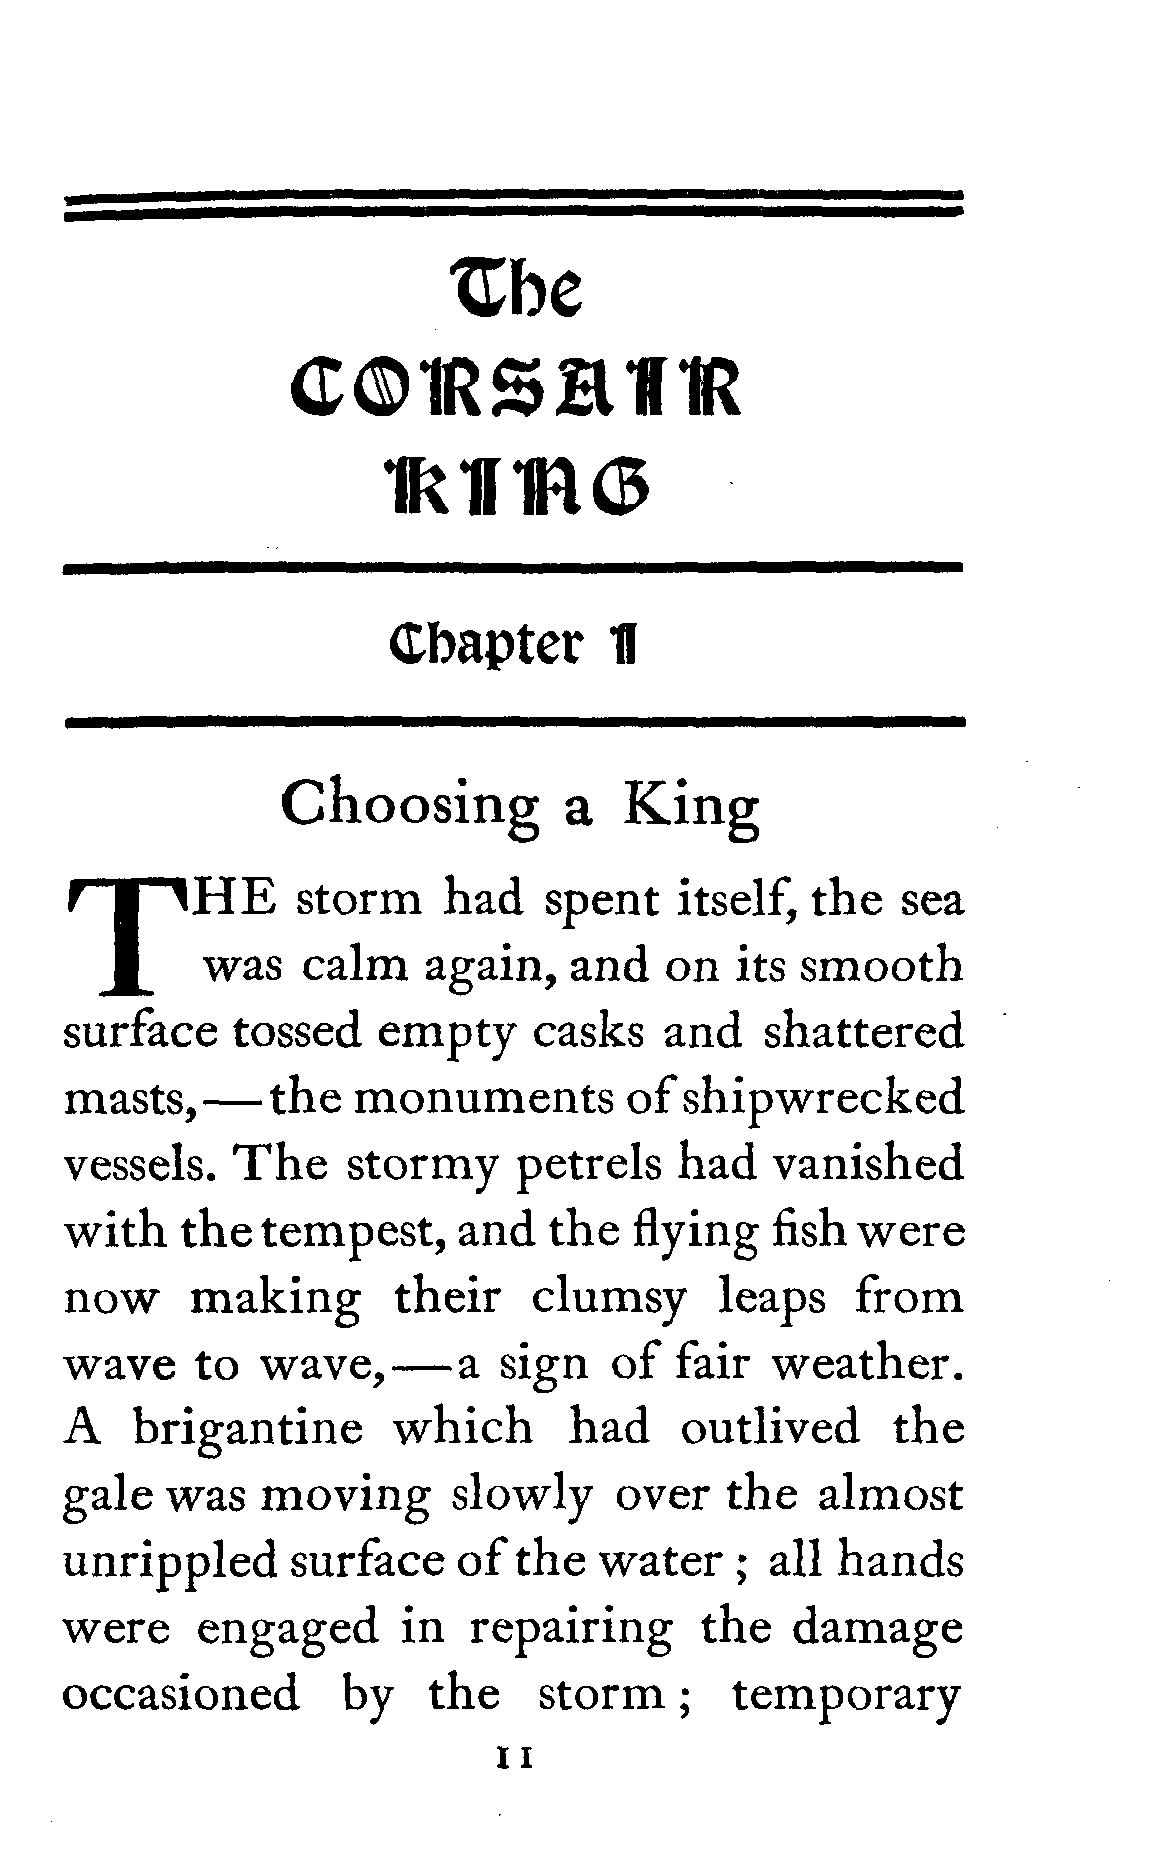 The
CORSAIR
KING
Chapter I
Choosing a King
THE storm had spent itself, the sea
was calm again, and on its smooth
surface tossed empty casks and shattered
masts,—the monuments of shipwrecked
vessels. The stormy petrels had vanished
with the tempest, and the flying fish were
now making their clumsy leaps from
wave to wave,—a sign of fair weather.
A brigantine which had outlived the
gale was moving slowly over the almost
unrippled surface of the water ; all hands
were engaged in repairing the damage
occasioned by the storm ; temporary
11